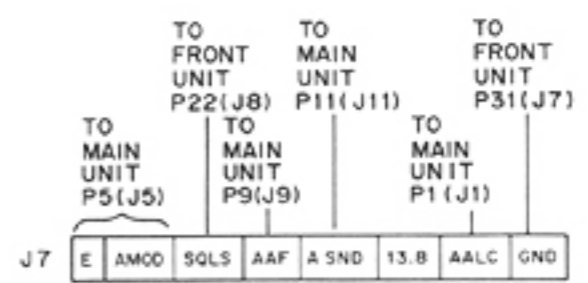 TO
FRONT
UNIT
P22(J8)
TO
MAIN
UNIT
P11(J11)
TO
FRONT
UNIT
P31(J7)
TO
MAIN
UNIT
P5(J5)
TO
MAIN
UNIT
P9(J9)
TO
MAIN
UNIT
P1(J1)
J7 E AMOD SQLS AAF A SND 13.8 AALC GND